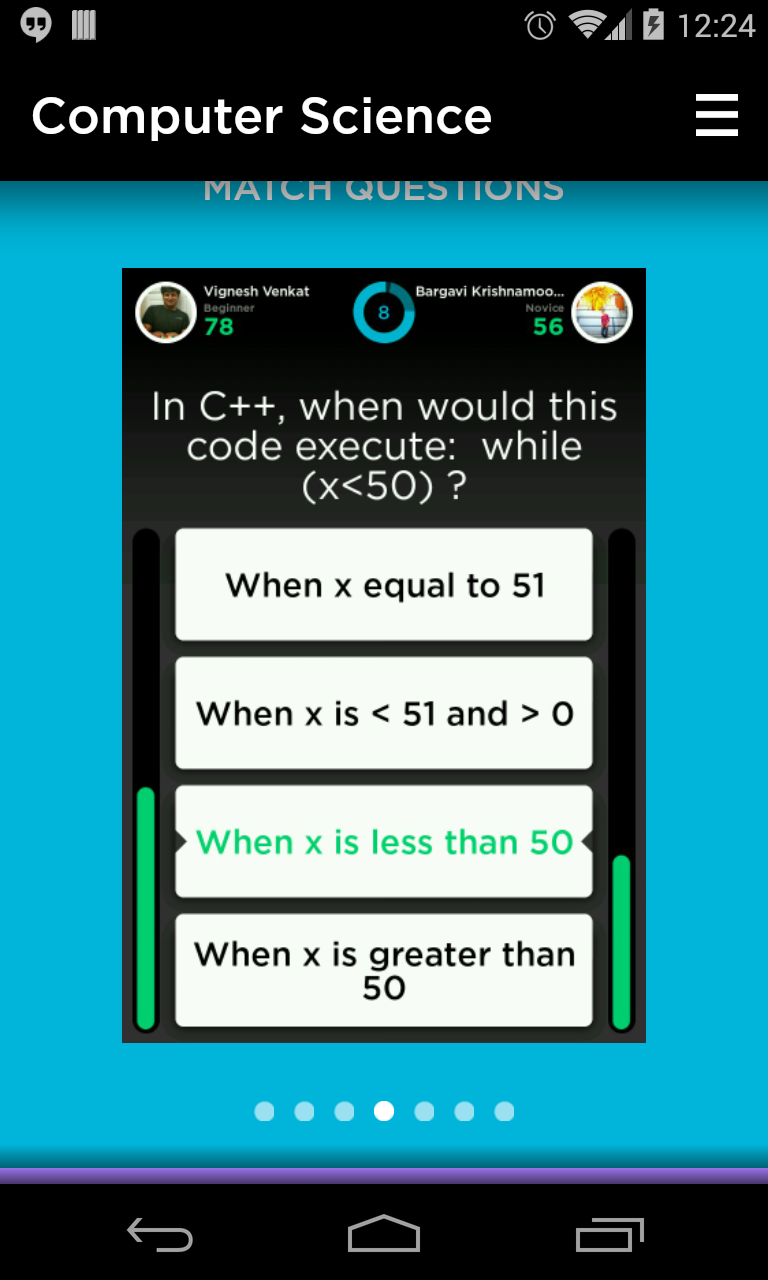 12:24
Computer Science
MATCH QUESTIONS
Vignesh Venkat
Beginner
78
8
Bargavi Krishnamoo...
Novice
56
In C++, when would this
code execute:  while
(x<50) ?
When x equal to 51
When x is < 51 and > 0
When x is less than 50
When x is greater than
50